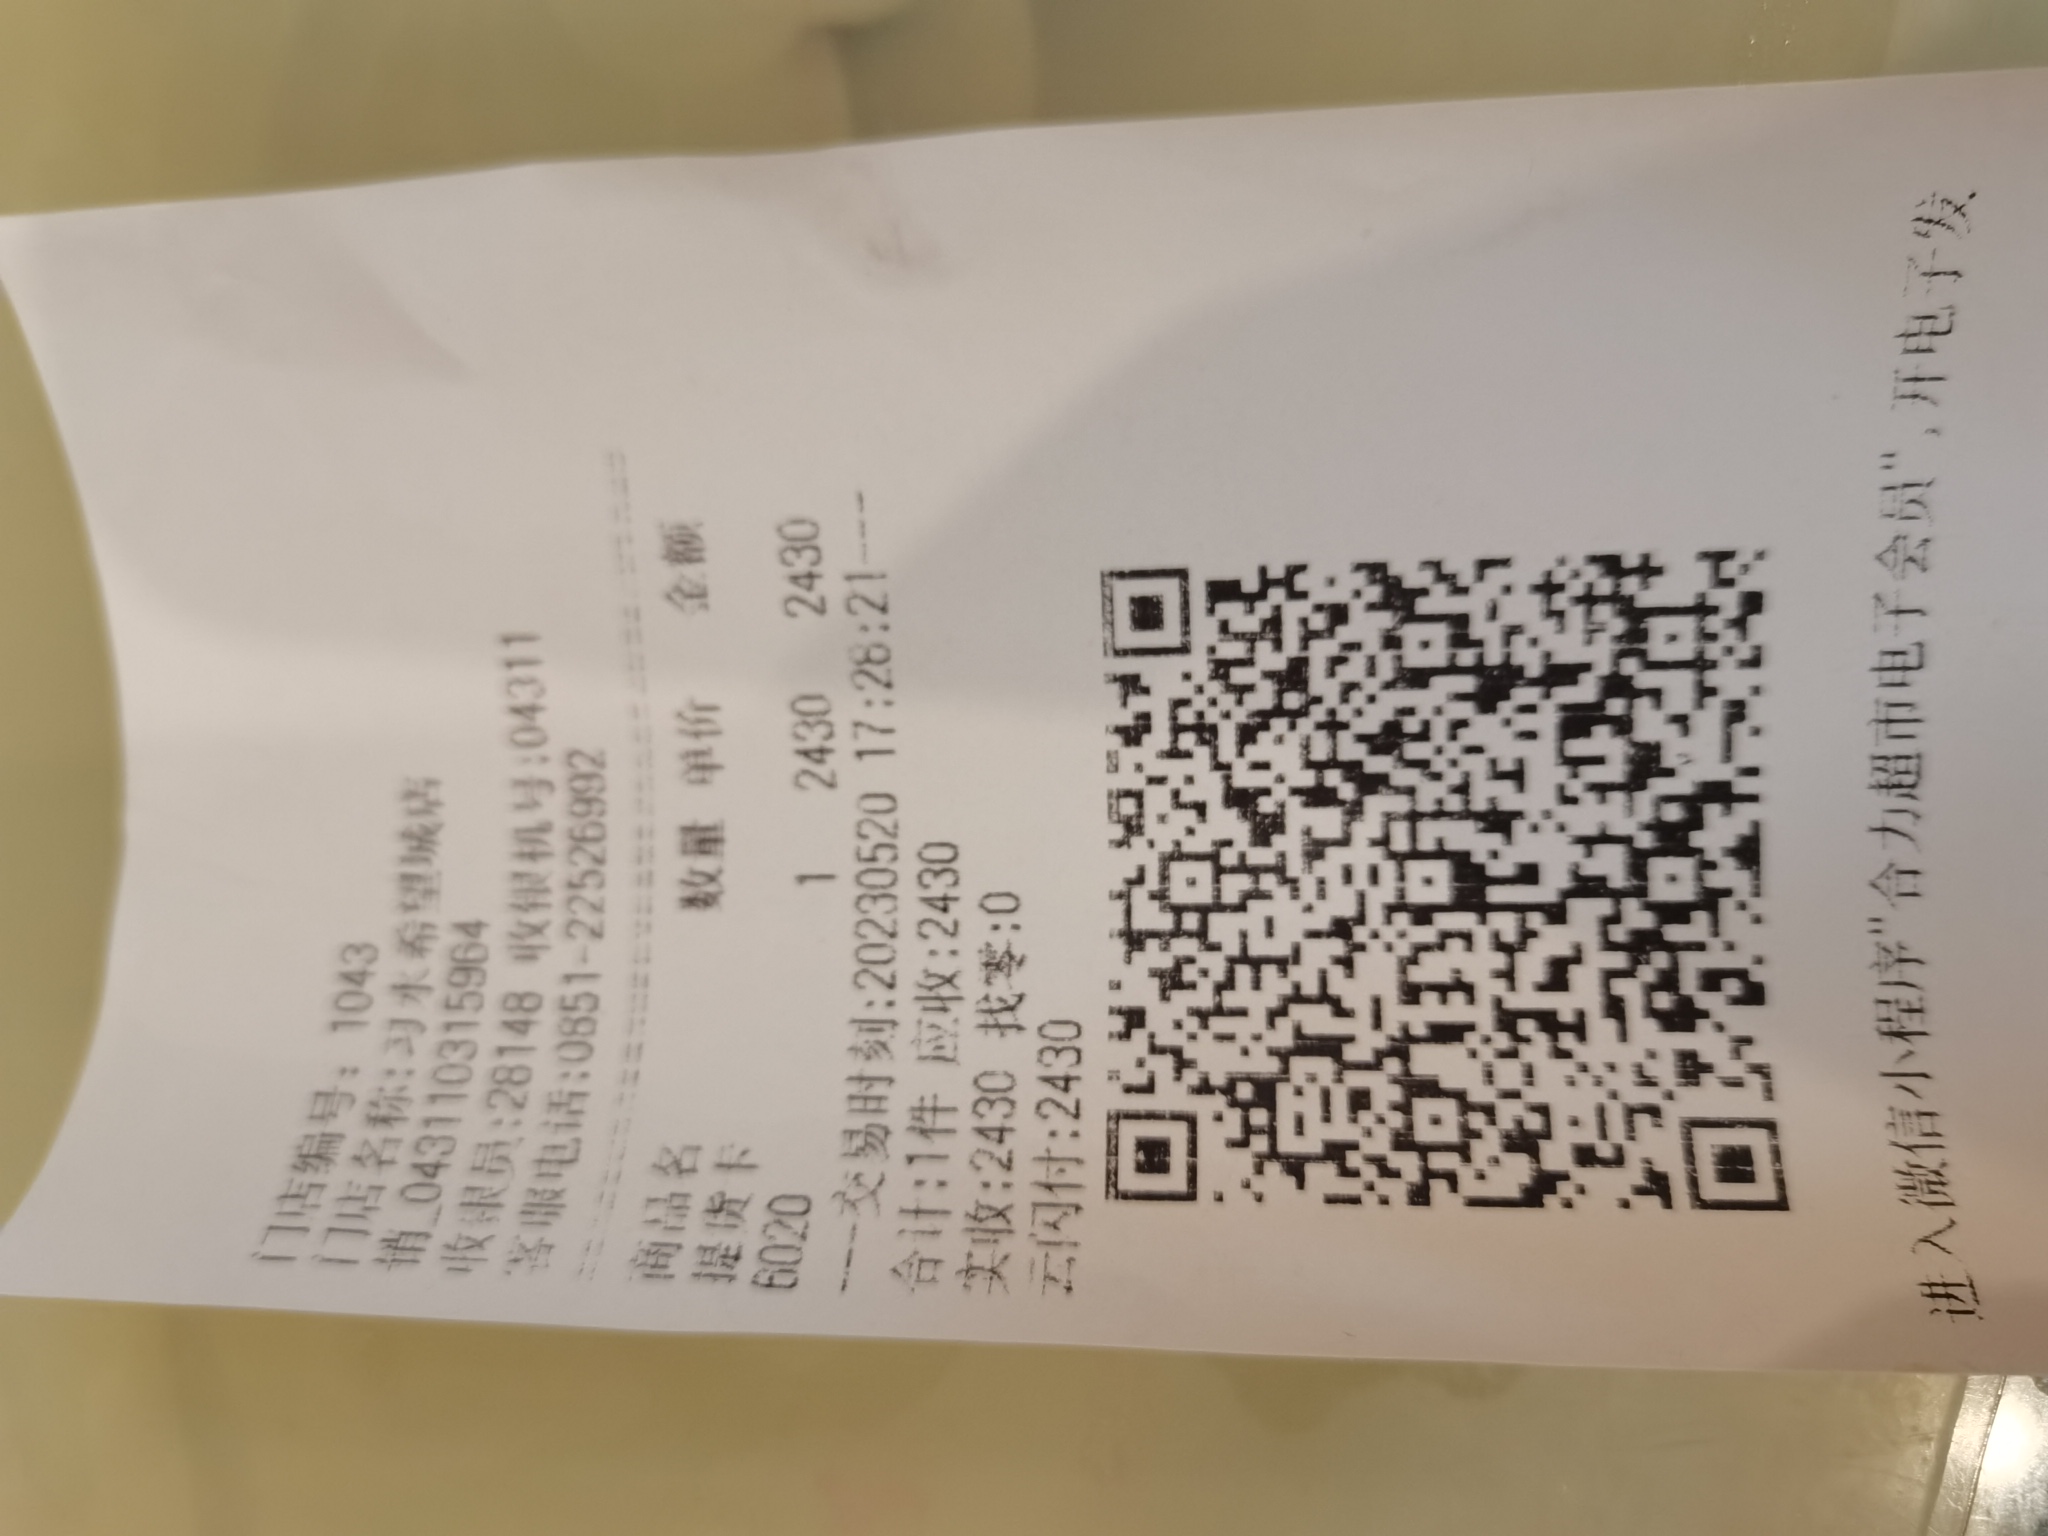 门店编号: 1043
门店名称:习水希望城店
销_0431103159​64
收银员:28148 收银机号:04311
客服电话:0851-22526992
商品名 数量 单价 金额
提货卡
6020 1 2430 2430
----交易时刻:20230520 17:28:21----
合计:1件 应收:2430
实收:2430 找零:0
云闪付:2430
进入微信小程序"合力超市电子会员",开电子发